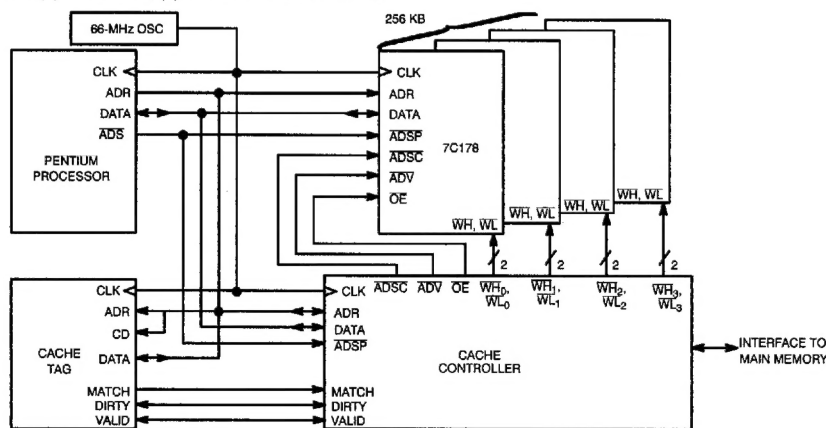 256 KB
66-MHz OSC
CLK
ADR
DATA
ADS
PENTIUM
PROCESSOR
CLK
ADR
DATA
ADSP
ADSC
ADV
OE
7C178
WH, WL
WH, WL
WH, WL
WH, WL
2
2
2
2
CLK
ADR
CD
DATA
CACHE
TAG
MATCH
DIRTY
VALID
CLK
ADR
DATA
ADSP
ADSC
ADV
OE
WH0,
WL0
WH1,
WL1
WH2,
WL2
WH3,
WL3
CACHE
CONTROLLER
MATCH
DIRTY
VALID
INTERFACE TO
MAIN MEMORY